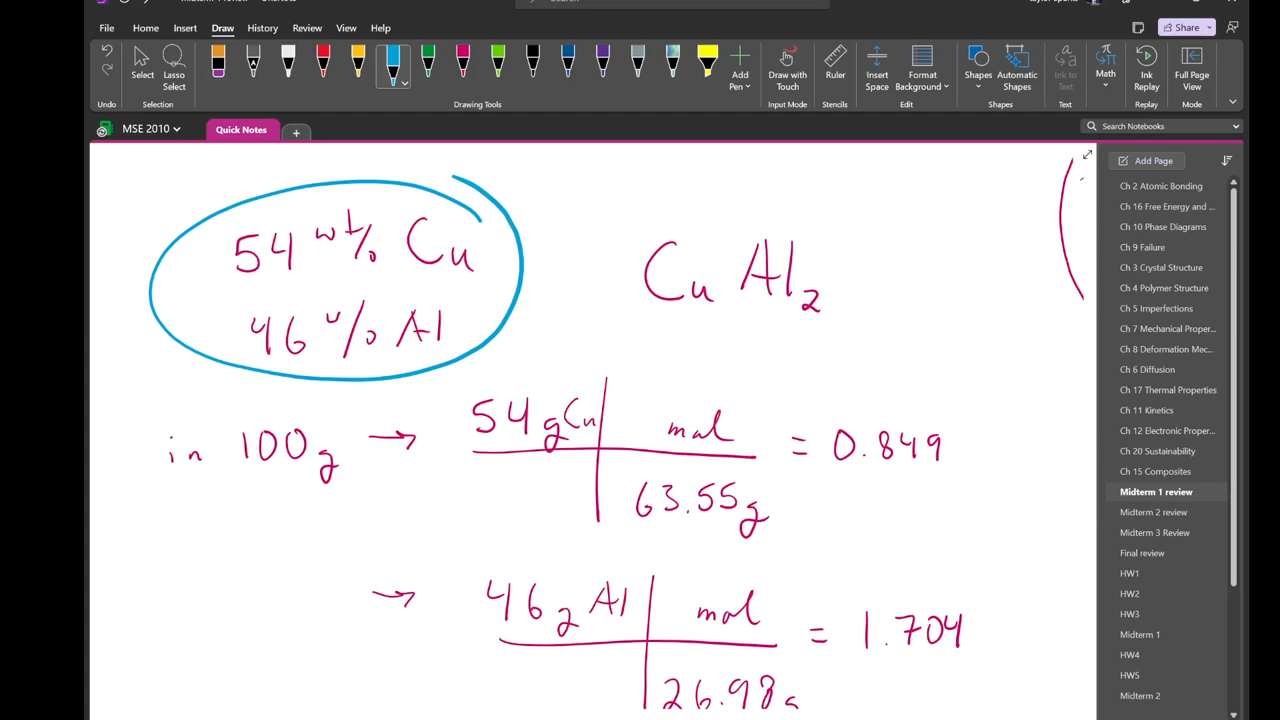 File Home Insert Draw History Review View Help Share
Undo Select Lasso Select Add Pen Draw with Touch Ruler Insert Space Format Background Shapes Automatic Shapes Ink to Text Math Ink Replay Full Page View
Undo Selection Drawing Tools Input Mode Stencils Edit Shapes Text Math Replay Mode
MSE 2010 Quick Notes + Search Notebooks
Add Page
Ch 2 Atomic Bonding
Ch 16 Free Energy and ...
Ch 10 Phase Diagrams
Ch 9 Failure
Ch 3 Crystal Structure
Ch 4 Polymer Structure
Ch 5 Imperfections
Ch 7 Mechanical Proper...
Ch 8 Deformation Mec...
Ch 6 Diffusion
Ch 17 Thermal Properties
Ch 11 Kinetics
Ch 12 Electronic Propert...
Ch 20 Sustainability
Ch 15 Composites
Midterm 1 review
Midterm 2 review
Midterm 3 Review
Final review
HW1
HW2
HW3
Midterm 1
HW4
HW5
Midterm 2
54 wt% Cu
46 % Al
Cu Al2
in 100g → 54 g Cu mol = 0.849
63.55g
→ 46g Al mol = 1.704
26.98g